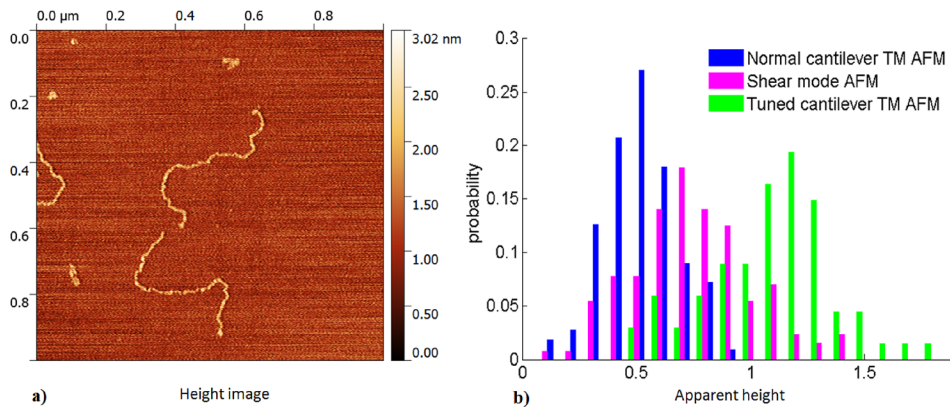 0.0 µm 0.2 0.4 0.6 0.8
0.0
0.2
0.4
0.6
0.8
3.02 nm
2.50
2.00
1.50
1.00
0.00
a) Height image
0.3
0.25
0.2
0.15
0.1
0.05
0
probability
Normal cantilever TM AFM
Shear mode AFM
Tuned cantilever TM AFM
0.5 1 1.5
b) Apparent height